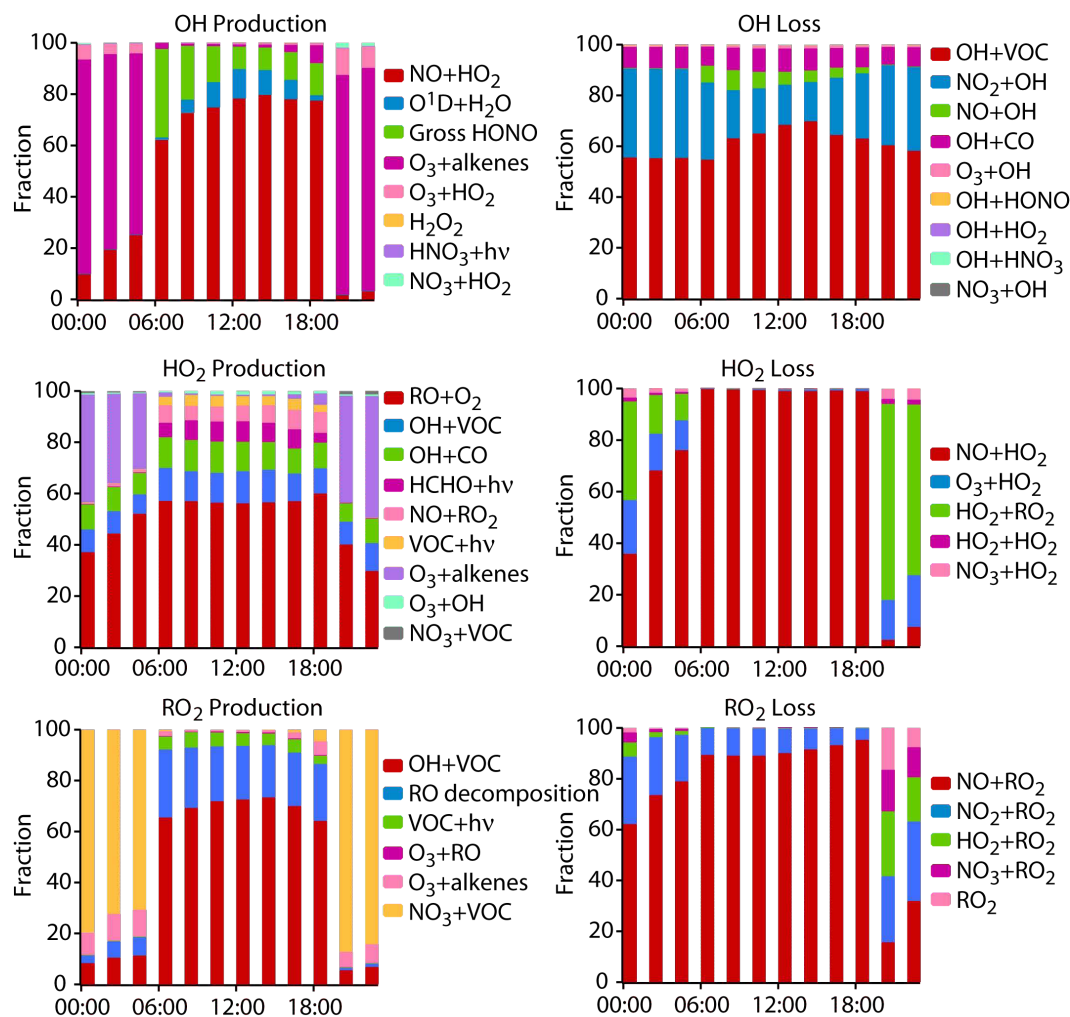 OH Production
100
80
60
40
20
0
Fraction
00:00 06:00 12:00 18:00
NO+HO₂
O¹D+H₂O
Gross HONO
O₃+alkenes
O₃+HO₂
H₂O₂
HNO₃+hν
NO₃+HO₂
OH Loss
100
80
60
40
20
0
Fraction
00:00 06:00 12:00 18:00
OH+VOC
NO₂+OH
NO+OH
OH+CO
O₃+OH
OH+HONO
OH+HO₂
OH+HNO₃
NO₃+OH
HO₂ Production
100
80
60
40
20
0
Fraction
00:00 06:00 12:00 18:00
RO+O₂
OH+VOC
OH+CO
HCHO+hν
NO+RO₂
VOC+hν
O₃+alkenes
O₃+OH
NO₃+VOC
HO₂ Loss
100
80
60
40
20
0
Fraction
00:00 06:00 12:00 18:00
NO+HO₂
O₃+HO₂
HO₂+RO₂
HO₂+HO₂
NO₃+HO₂
RO₂ Production
100
80
60
40
20
0
Fraction
00:00 06:00 12:00 18:00
OH+VOC
RO decomposition
VOC+hν
O₃+RO
O₃+alkenes
NO₃+VOC
RO₂ Loss
100
80
60
40
20
0
Fraction
00:00 06:00 12:00 18:00
NO+RO₂
NO₂+RO₂
HO₂+RO₂
NO₃+RO₂
RO₂